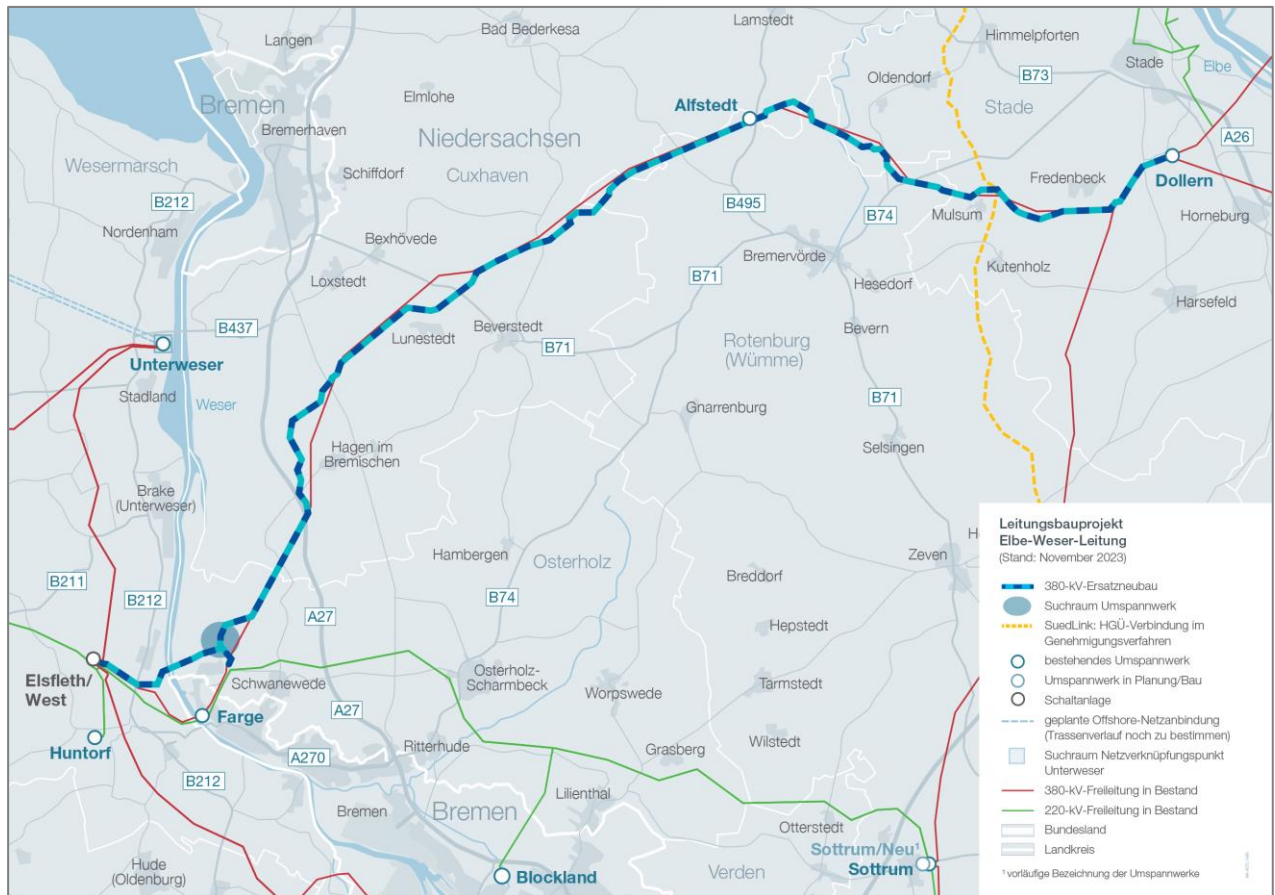 Langen
Bad Bederkesa
Lamstedt
Himmelpforten
Stade
Elbe
Oldendorf
B73
Bremen
Elmlohe
Alfstedt
Stade
Bremerhaven
Niedersachsen
A26
Wesermarsch
Cuxhaven
Schiffdorf
Fredenbeck
Dollern
B212
B495
B74
Mulsum
Horneburg
Nordenham
Bexhövede
Bremervörde
Loxstedt
B71
Hesedorf
Kutenholz
Harsefeld
B437
Lunestedt
Beverstedt
Bevern
Unterweser
B71
Rotenburg
(Wümme)
Stadland
Weser
Gnarrenburg
B71
Selsingen
Hagen im
Bremischen
Brake
(Unterweser)
Hambergen
Osterholz
Zeven
Breddorf
B211
B212
A27
B74
Hepstedt
Elsfleth/
West
Schwanewede
Osterholz-
Scharmbeck
Worpswede
Tarmstedt
Farge
A27
Huntorf
Ritterhude
Grasberg
Wilstedt
B212
A270
Bremen
Bremen
Lilienthal
Otterstedt
Sottrum/Neu¹
Sottrum
Hude
(Oldenburg)
Blockland
Verden
Leitungsbauprojekt
Elbe-Weser-Leitung
(Stand: November 2023)
380-kV-Ersatzneubau
Suchraum Umspannwerk
SuedLink: HGÜ-Verbindung im
Genehmigungsverfahren
bestehendes Umspannwerk
Umspannwerk in Planung/Bau
Schaltanlage
geplante Offshore-Netzanbindung
(Trassenverlauf noch zu bestimmen)
Suchraum Netzverknüpfungspunkt
Unterweser
380-kV-Freileitung in Bestand
220-kV-Freileitung in Bestand
Bundesland
Landkreis
¹ vorläufige Bezeichnung der Umspannwerke